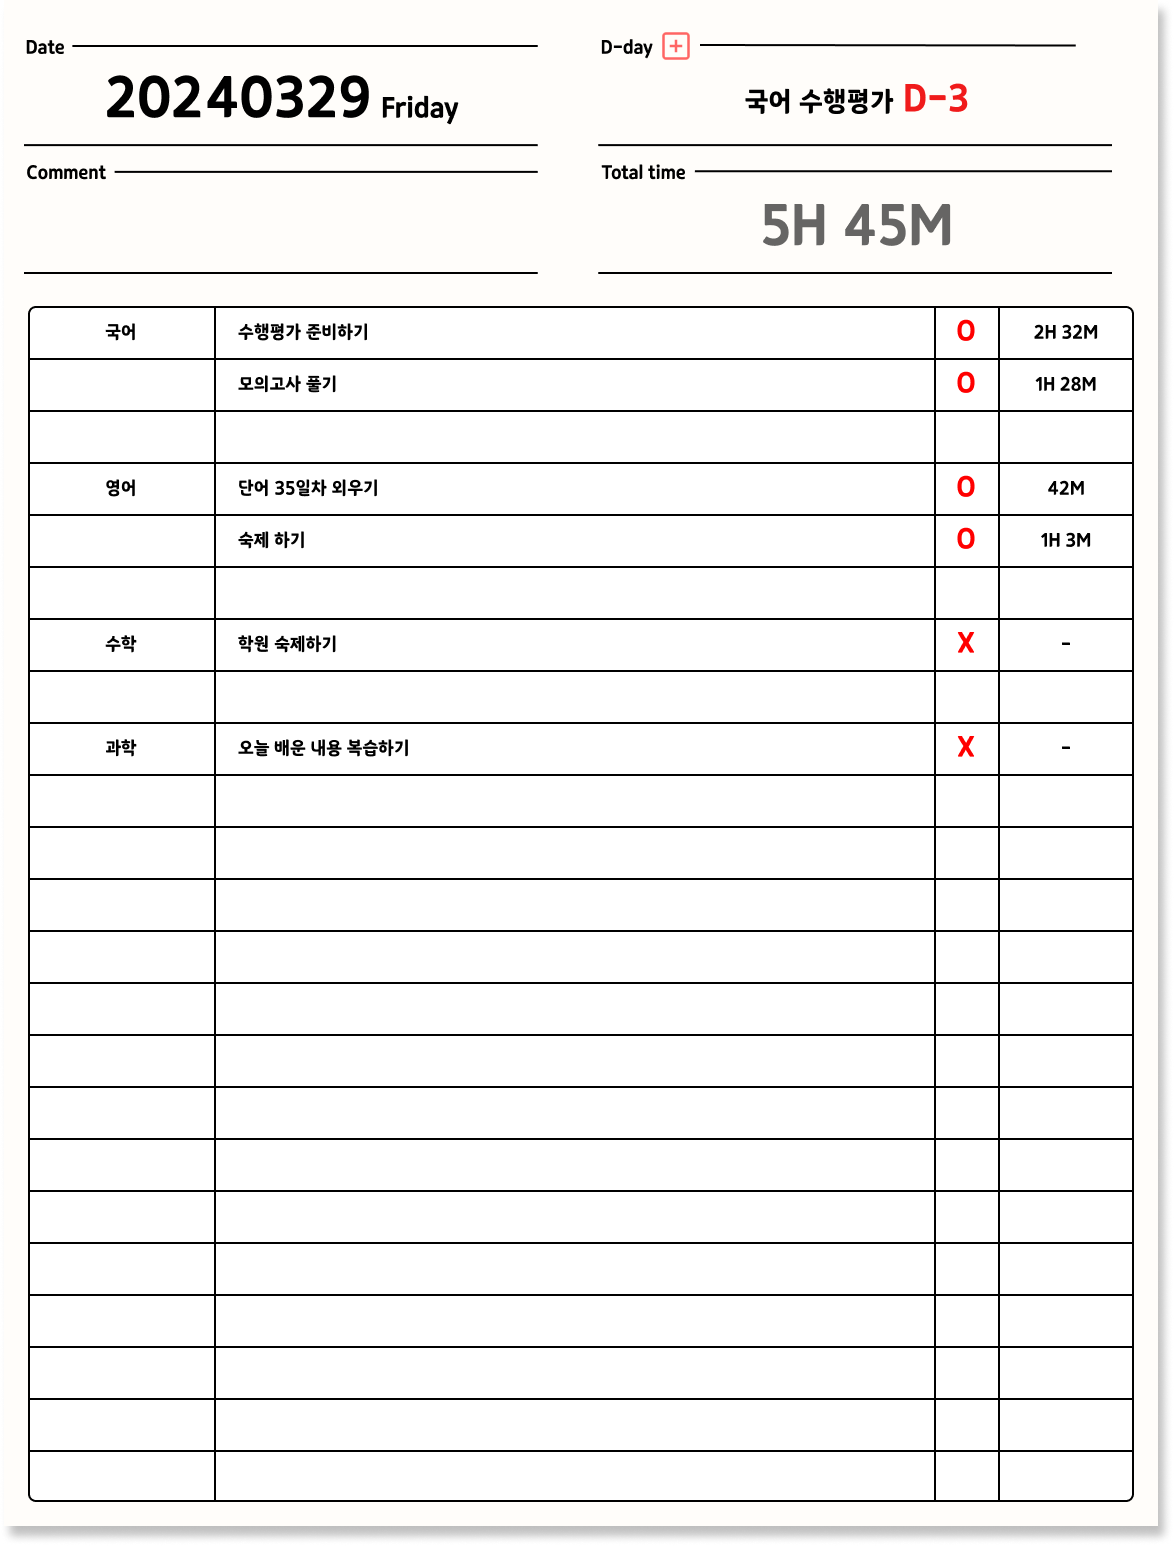 Date
20240329 Friday
D-day +
국어 수행평가 D-3
Comment
Total time
5H 45M
국어 수행평가 준비하기 O 2H 32M
모의고사 풀기 O 1H 28M
영어 단어 35일차 외우기 O 42M
숙제 하기 O 1H 3M
수학 학원 숙제하기 X -
과학 오늘 배운 내용 복습하기 X -